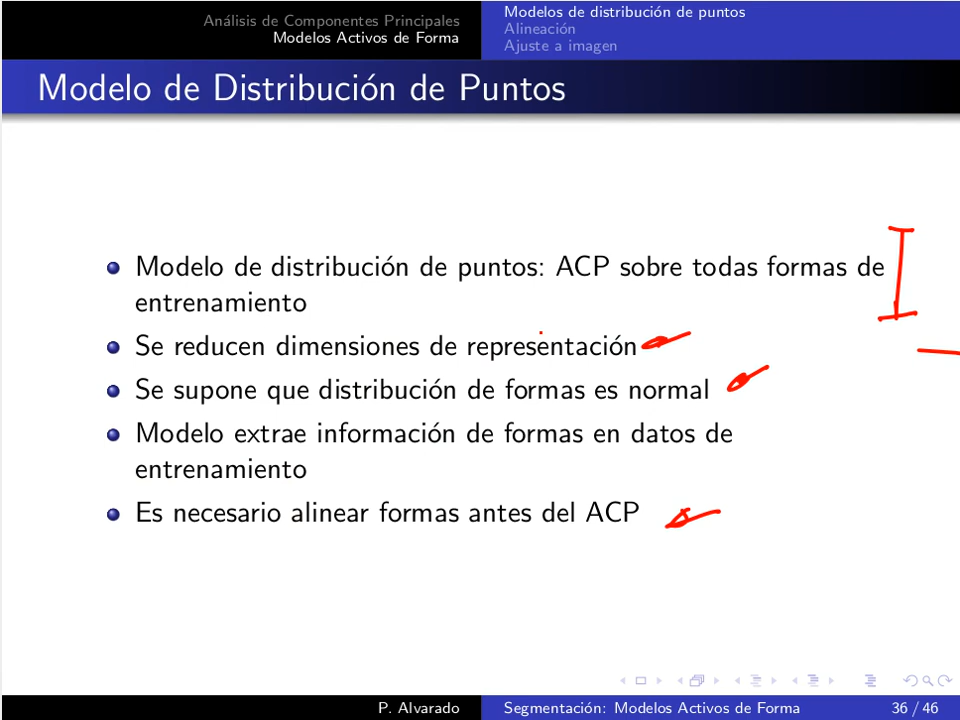 Análisis de Componentes Principales
Modelos Activos de Forma
Modelos de distribución de puntos
Alineación
Ajuste a imagen
Modelo de Distribución de Puntos
Modelo de distribución de puntos: ACP sobre todas formas de
entrenamiento
Se reducen dimensiones de representación
Se supone que distribución de formas es normal
Modelo extrae información de formas en datos de
entrenamiento
Es necesario alinear formas antes del ACP
P. Alvarado
Segmentación: Modelos Activos de Forma
36 / 46